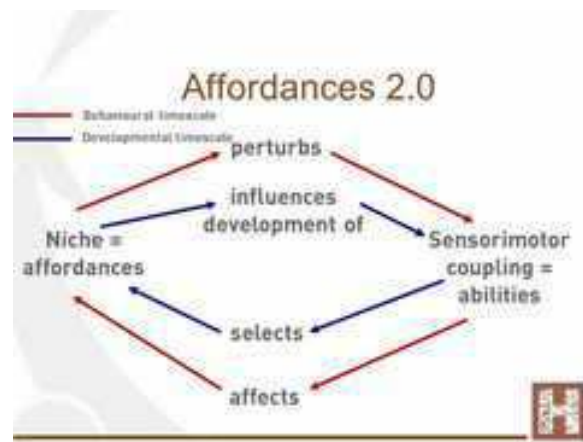 Affordances 2.0
Behavioural timescale
Developmental timescale
perturbs
influences
development of
Niche =
affordances
Sensorimotor
coupling =
abilities
selects
affects